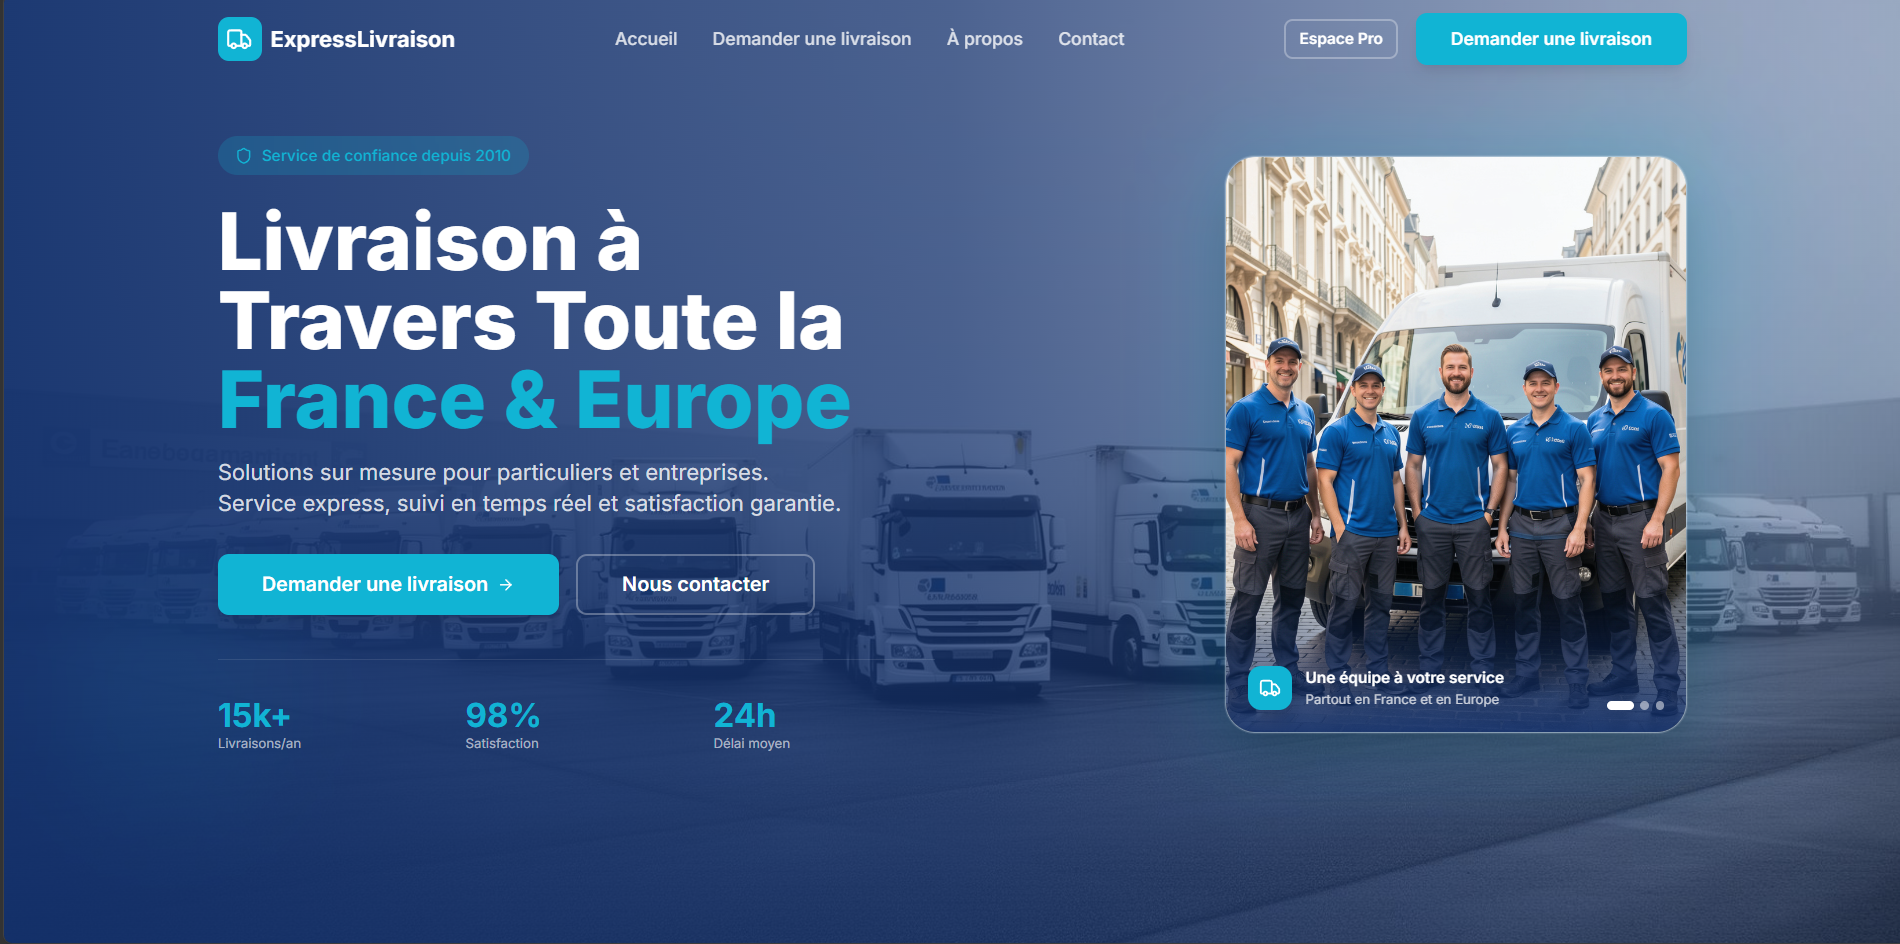 ExpressLivraison
Accueil
Demander une livraison
À propos
Contact
Espace Pro
Demander une livraison
Service de confiance depuis 2010
Livraison à
Travers Toute la
France & Europe
Solutions sur mesure pour particuliers et entreprises.
Service express, suivi en temps réel et satisfaction garantie.
Demander une livraison →
Nous contacter
15k+
Livraisons/an
98%
Satisfaction
24h
Délai moyen
Une équipe à votre service
Partout en France et en Europe